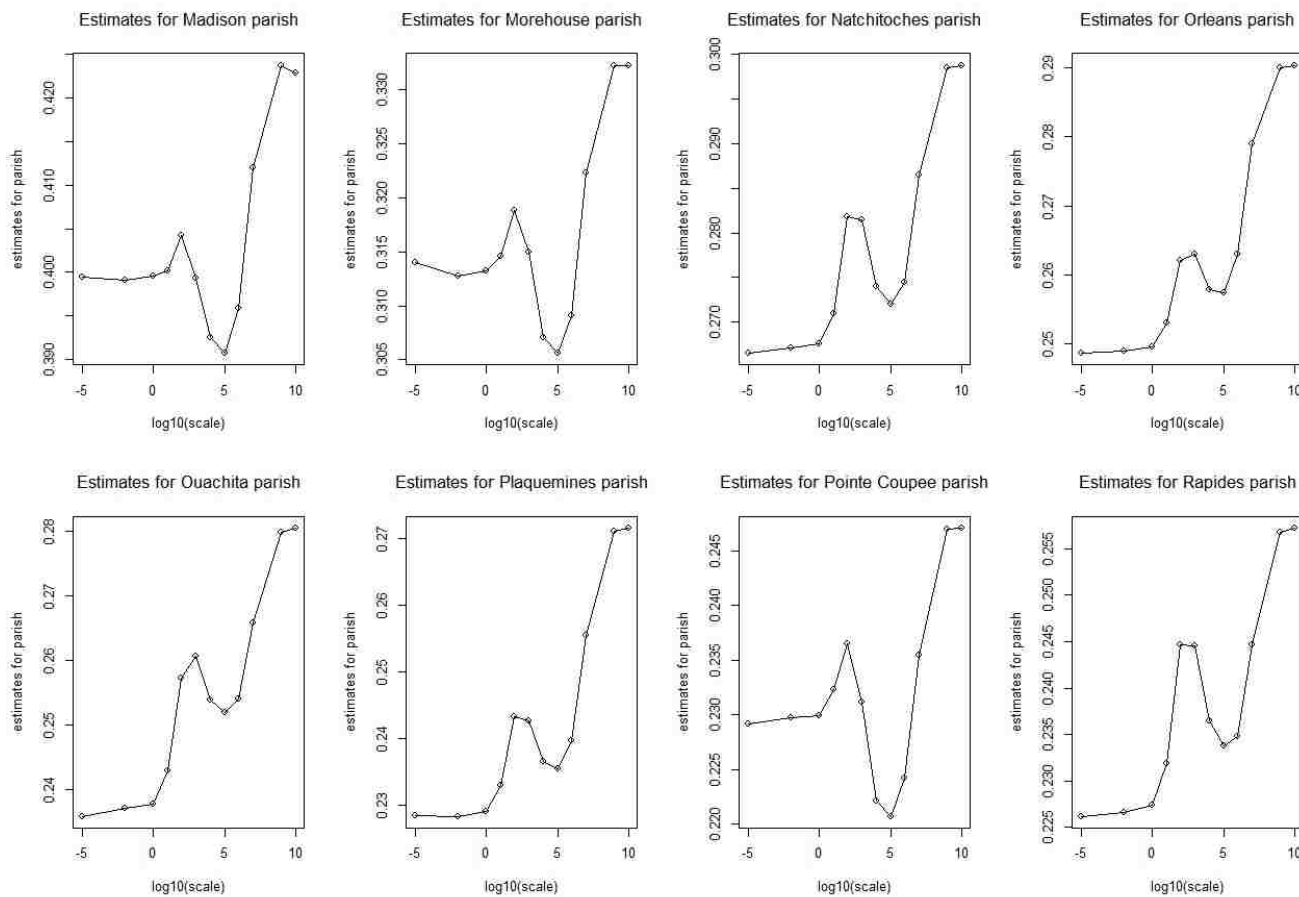 Estimates for Madison parish
estimates for parish
0.390
0.400
0.410
0.420
-5 0 5 10
log10(scale)
Estimates for Morehouse parish
estimates for parish
0.305
0.310
0.315
0.320
0.325
0.330
-5 0 5 10
log10(scale)
Estimates for Natchitoches parish
estimates for parish
0.270
0.280
0.290
0.300
-5 0 5 10
log10(scale)
Estimates for Orleans parish
estimates for parish
0.25
0.26
0.27
0.28
0.29
-5 0 5 10
log10(scale)
Estimates for Ouachita parish
estimates for parish
0.24
0.25
0.26
0.27
0.28
-5 0 5 10
log10(scale)
Estimates for Plaquemines parish
estimates for parish
0.23
0.24
0.25
0.26
0.27
-5 0 5 10
log10(scale)
Estimates for Pointe Coupee parish
estimates for parish
0.220
0.225
0.230
0.235
0.240
0.245
-5 0 5 10
log10(scale)
Estimates for Rapides parish
estimates for parish
0.225
0.230
0.235
0.240
0.245
0.250
0.255
-5 0 5 10
log10(scale)